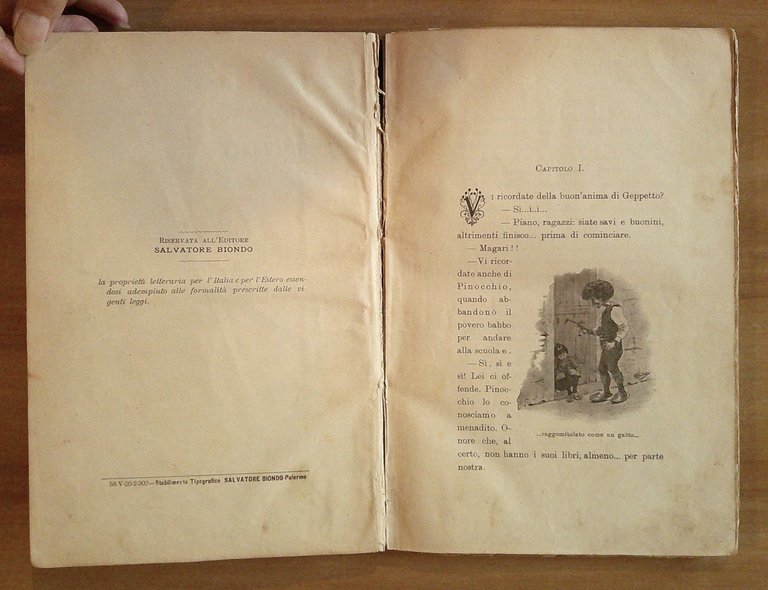 RISERVATA ALL'EDITORE
SALVATORE BIONDO
la proprietà letteraria per l'Italia e per l'Estero essen-
dosi adempiuto alle formalità prescritte dalle vi-
genti leggi.
—Stabilimento Tipografico SALVATORE BIONDO-Palermo
CAPITOLO I.
VI ricordate della buon'anima di Geppetto?
— Sì...ì...ì...
— Piano, ragazzi: siate savi e buonini,
altrimenti finisco... prima di cominciare.
— Magari!!
— Vi ricor-
date anche di
Pinocchio,
quando ab-
bandonò il
povero babbo
per andare
alla scuola e .
— Sì, sì e
sì! Lei ci of-
fende. Pinoc-
chio lo co-
nosciamo a
menadito. O-
nore che, al
certo, non hanno i suoi libri, almeno... per parte
nostra.
...raggomitolato come un gatto...